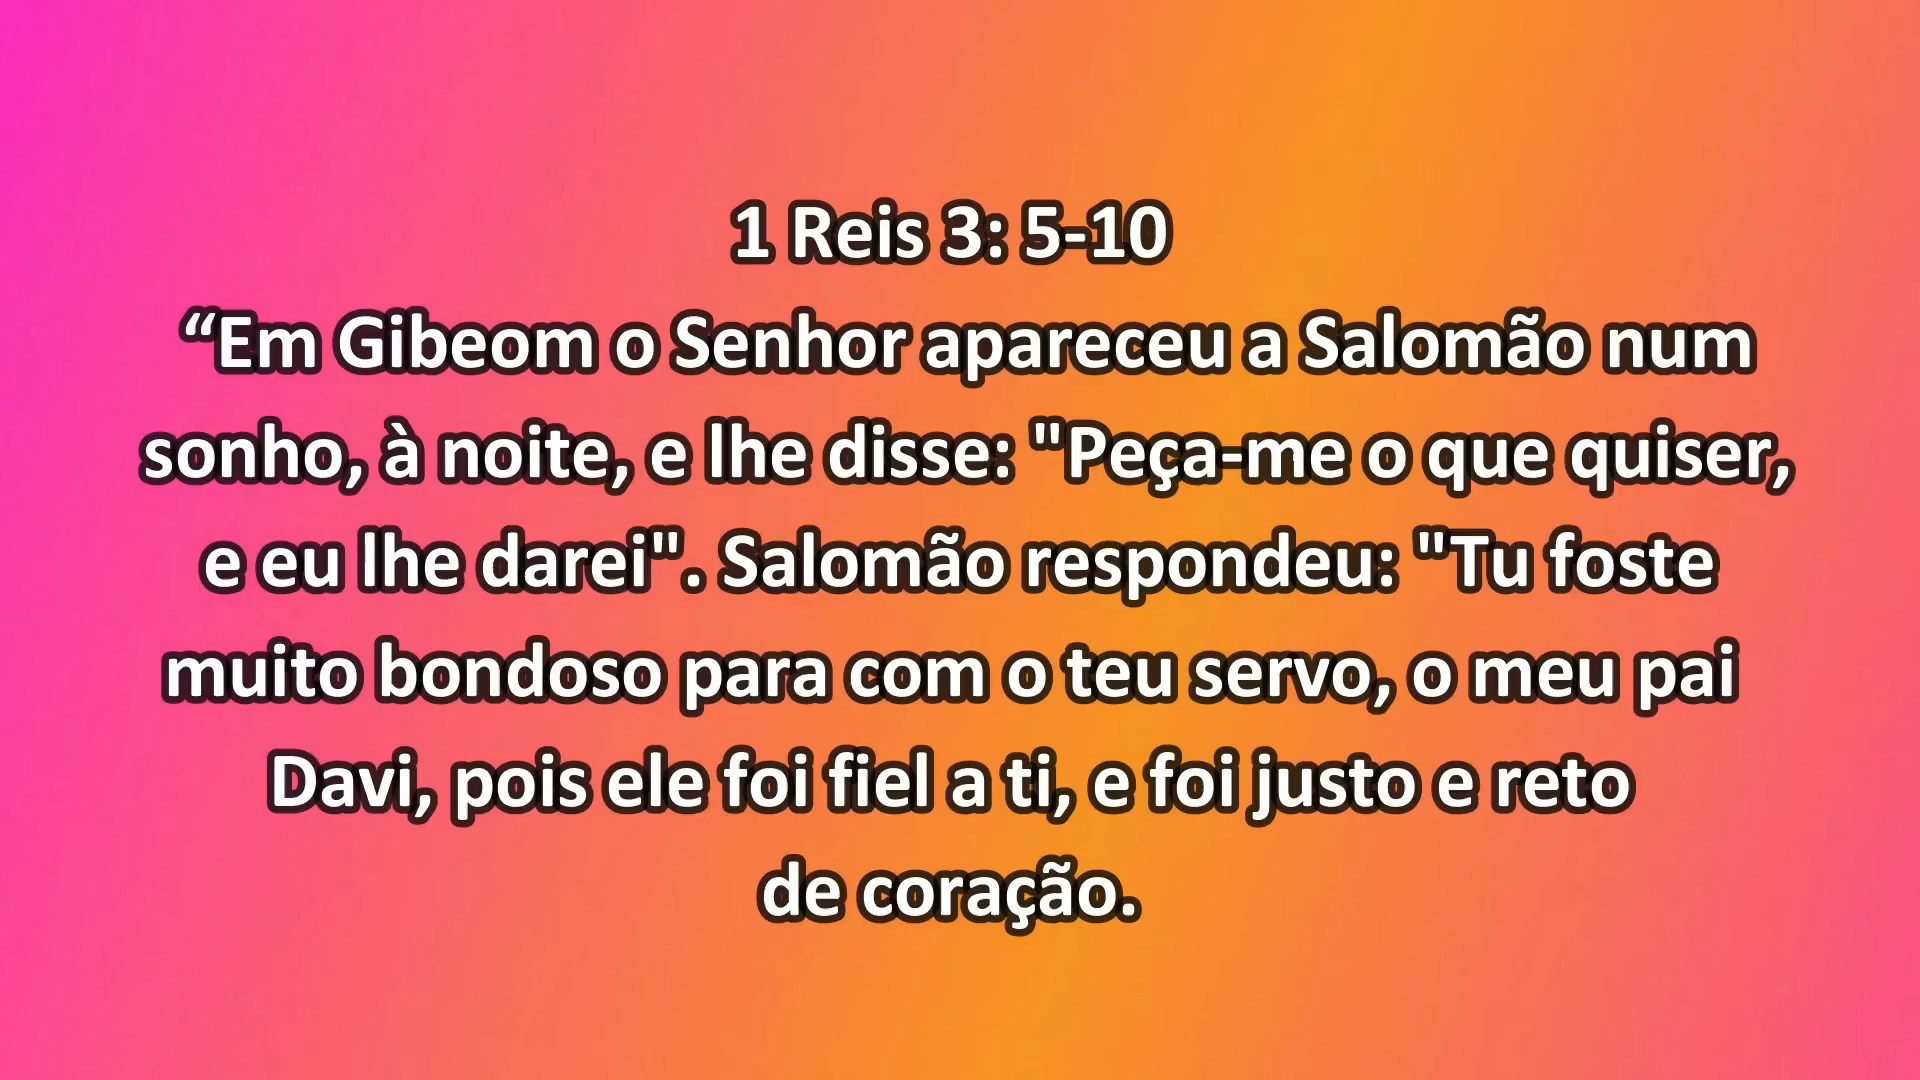 1 Reis 3: 5-10
“Em Gibeom o Senhor apareceu a Salomão num
sonho, à noite, e lhe disse: "Peça-me o que quiser,
e eu lhe darei". Salomão respondeu: "Tu foste
muito bondoso para com o teu servo, o meu pai
Davi, pois ele foi fiel a ti, e foi justo e reto
de coração.